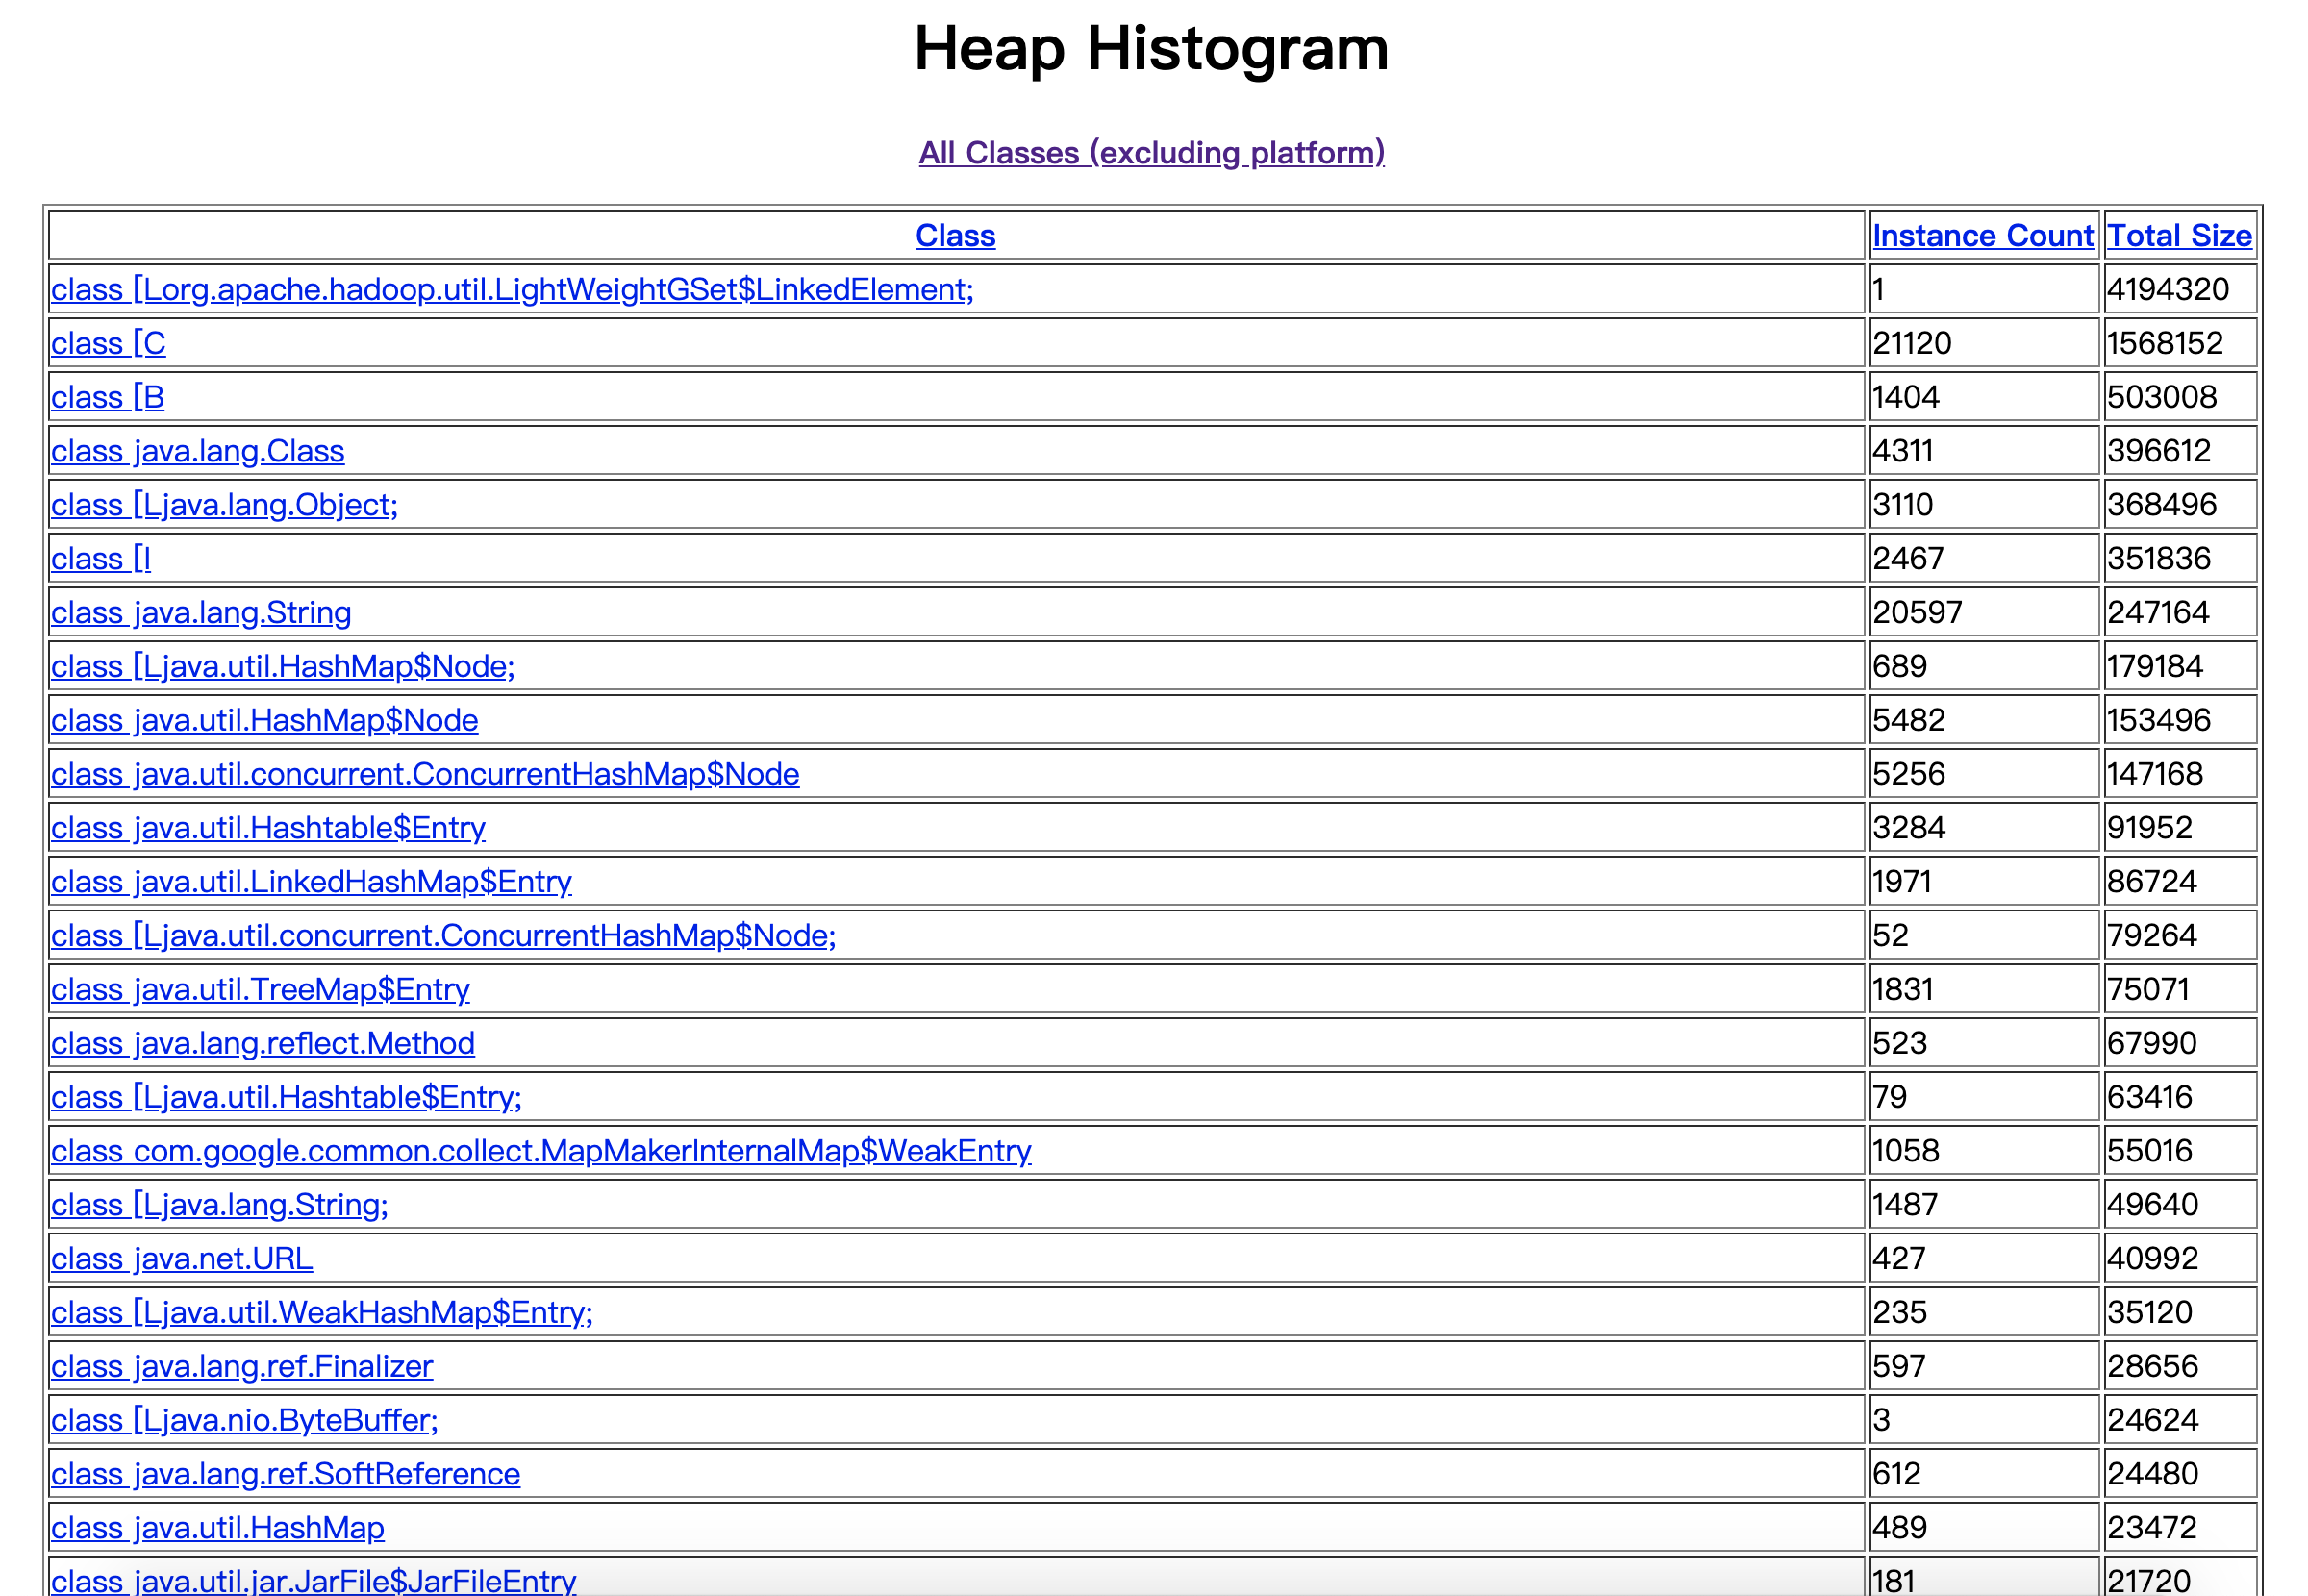 Heap Histogram
All Classes (excluding platform)
Class Instance Count Total Size
class [Lorg.apache.hadoop.util.LightWeightGSet$LinkedElement; 1 4194320
class [C 21120 1568152
class [B 1404 503008
class java.lang.Class 4311 396612
class [Ljava.lang.Object; 3110 368496
class [I 2467 351836
class java.lang.String 20597 247164
class [Ljava.util.HashMap$Node; 689 179184
class java.util.HashMap$Node 5482 153496
class java.util.concurrent.ConcurrentHashMap$Node 5256 147168
class java.util.Hashtable$Entry 3284 91952
class java.util.LinkedHashMap$Entry 1971 86724
class [Ljava.util.concurrent.ConcurrentHashMap$Node; 52 79264
class java.util.TreeMap$Entry 1831 75071
class java.lang.reflect.Method 523 67990
class [Ljava.util.Hashtable$Entry; 79 63416
class com.google.common.collect.MapMakerInternalMap$WeakEntry 1058 55016
class [Ljava.lang.String; 1487 49640
class java.net.URL 427 40992
class [Ljava.util.WeakHashMap$Entry; 235 35120
class java.lang.ref.Finalizer 597 28656
class [Ljava.nio.ByteBuffer; 3 24624
class java.lang.ref.SoftReference 612 24480
class java.util.HashMap 489 23472
class java.util.jar.JarFile$JarFileEntry 181 21720